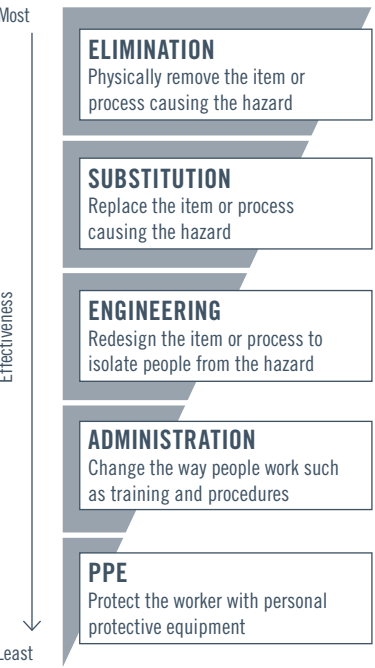 Most
ELIMINATION
Physically remove the item or
process causing the hazard
SUBSTITUTION
Replace the item or process
causing the hazard
Effectiveness
ENGINEERING
Redesign the item or process to
isolate people from the hazard
ADMINISTRATION
Change the way people work such
as training and procedures
PPE
Protect the worker with personal
protective equipment
Least